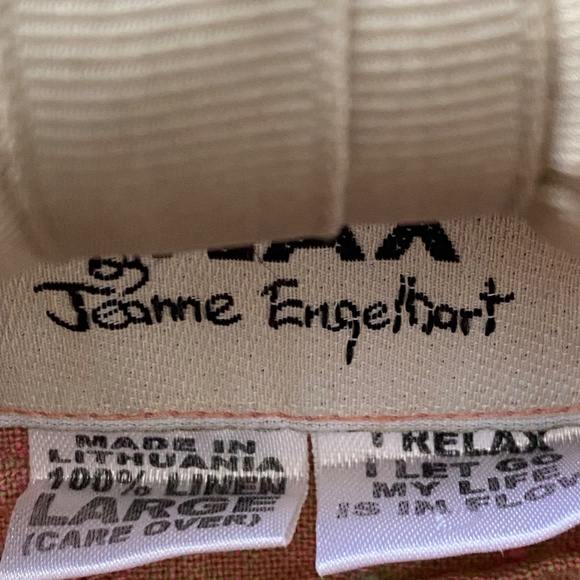 by
Jeanne Engelhart
MADE IN
LITHUANIA
100% LINEN
LARGE
(CARE OVER)
I RELAX
I LET GO
MY LIFE
IS IN FLOW